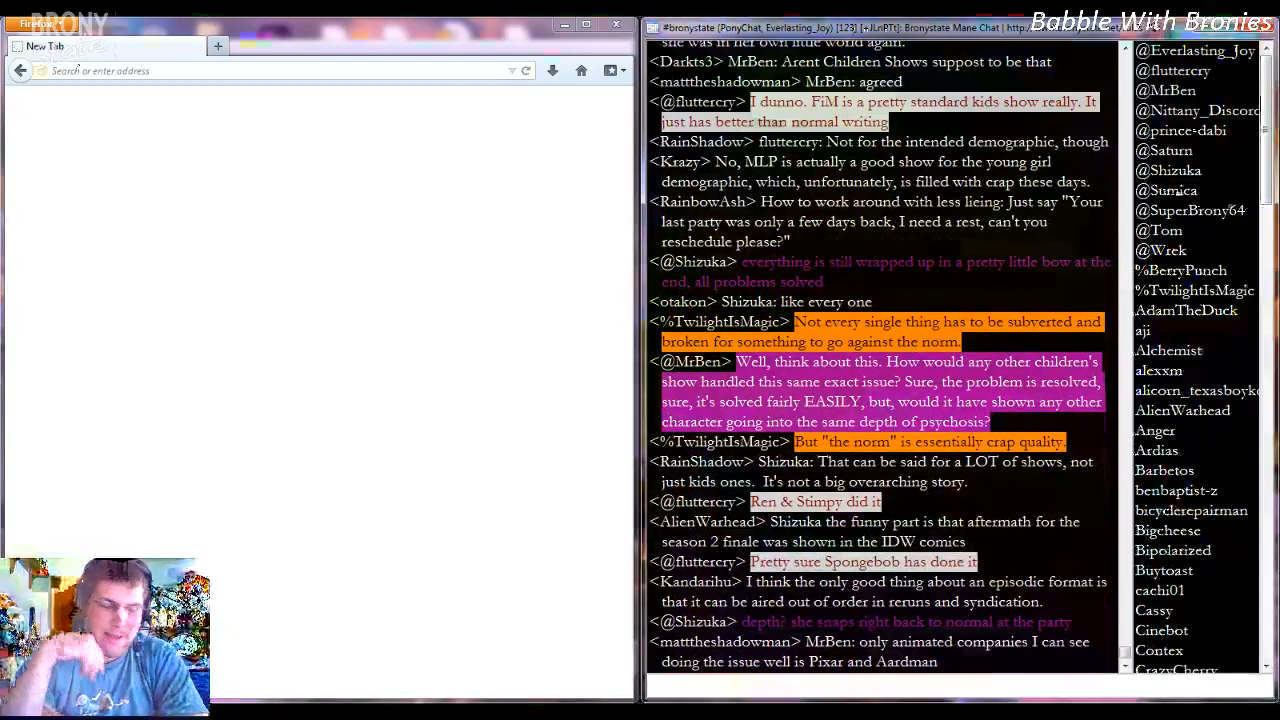 Babble With Bronies
Firefox
BRONY
New Tab
Search or enter address
#bronystate (PonyChat, Everlasting_Joy) [123] [+JLnPTt] Bronystate Mane Chat |
she was in her own little world again.
<Darkts3> MrBen: Arent Children Shows suppost to be that
<mattheshadowman> MrBen: agreed
<@fluttercry> I dunno. FiM is a pretty standard kids show really. It
just has better than normal writing
<RainShadow> fluttercry: Not for the intended demographic, though
<Krazy> No, MLP is actually a good show for the young girl
demographic, which, unfortunately, is filled with crap these days.
<RainbowAsh> How to work around with less lieing: Just say "Your
last party was only a few days back, I need a rest, can't you
reschedule please?"
<@Shizuka> everything is still wrapped up in a pretty little bow at the
end, all problems solved
<otakon> Shizuka: like every one
<%TwilightIsMagic> Not every single thing has to be subverted and
broken for something to go against the norm.
<@MrBen> Well, think about this. How would any other children's
show handled this same exact issue? Sure, the problem is resolved,
sure, it's solved fairly EASILY, but, would it have shown any other
character going into the same depth of psychosis?
<%TwilightIsMagic> But "the norm" is essentially crap quality.
<RainShadow> Shizuka: That can be said for a LOT of shows, not
just kids ones. It's not a big overarching story.
<@fluttercry> Ren & Stimpy did it
<AlienWarhead> Shizuka the funny part is that aftermath for the
season 2 finale was shown in the IDW comics
<@fluttercry> Pretty sure Spongebob has done it
<Kandarihu> I think the only good thing about an episodic format is
that it can be aired out of order in reruns and syndication.
<@Shizuka> depth? she snaps right back to normal at the party
<mattheshadowman> MrBen: only animated companies I can see
doing the issue well is Pixar and Aardman
@Everlasting_Joy
@fluttercry
@MrBen
@Nittany_Discord
@prince-dabi
@Saturn
@Shizuka
@Sumica
@SuperBrony64
@Tom
@Wrek
%BerryPunch
%TwilightIsMagic
AdamTheDuck
aji
Alchemist
alexxm
alicorn_texasboyk
AlienWarhead
Anger
Ardias
Barbetos
benbaptist-z
bicyclerepairman
Bigcheese
Bipolarized
Buytoast
cachi01
Cassy
Cinebot
Contex
CrazyCherry